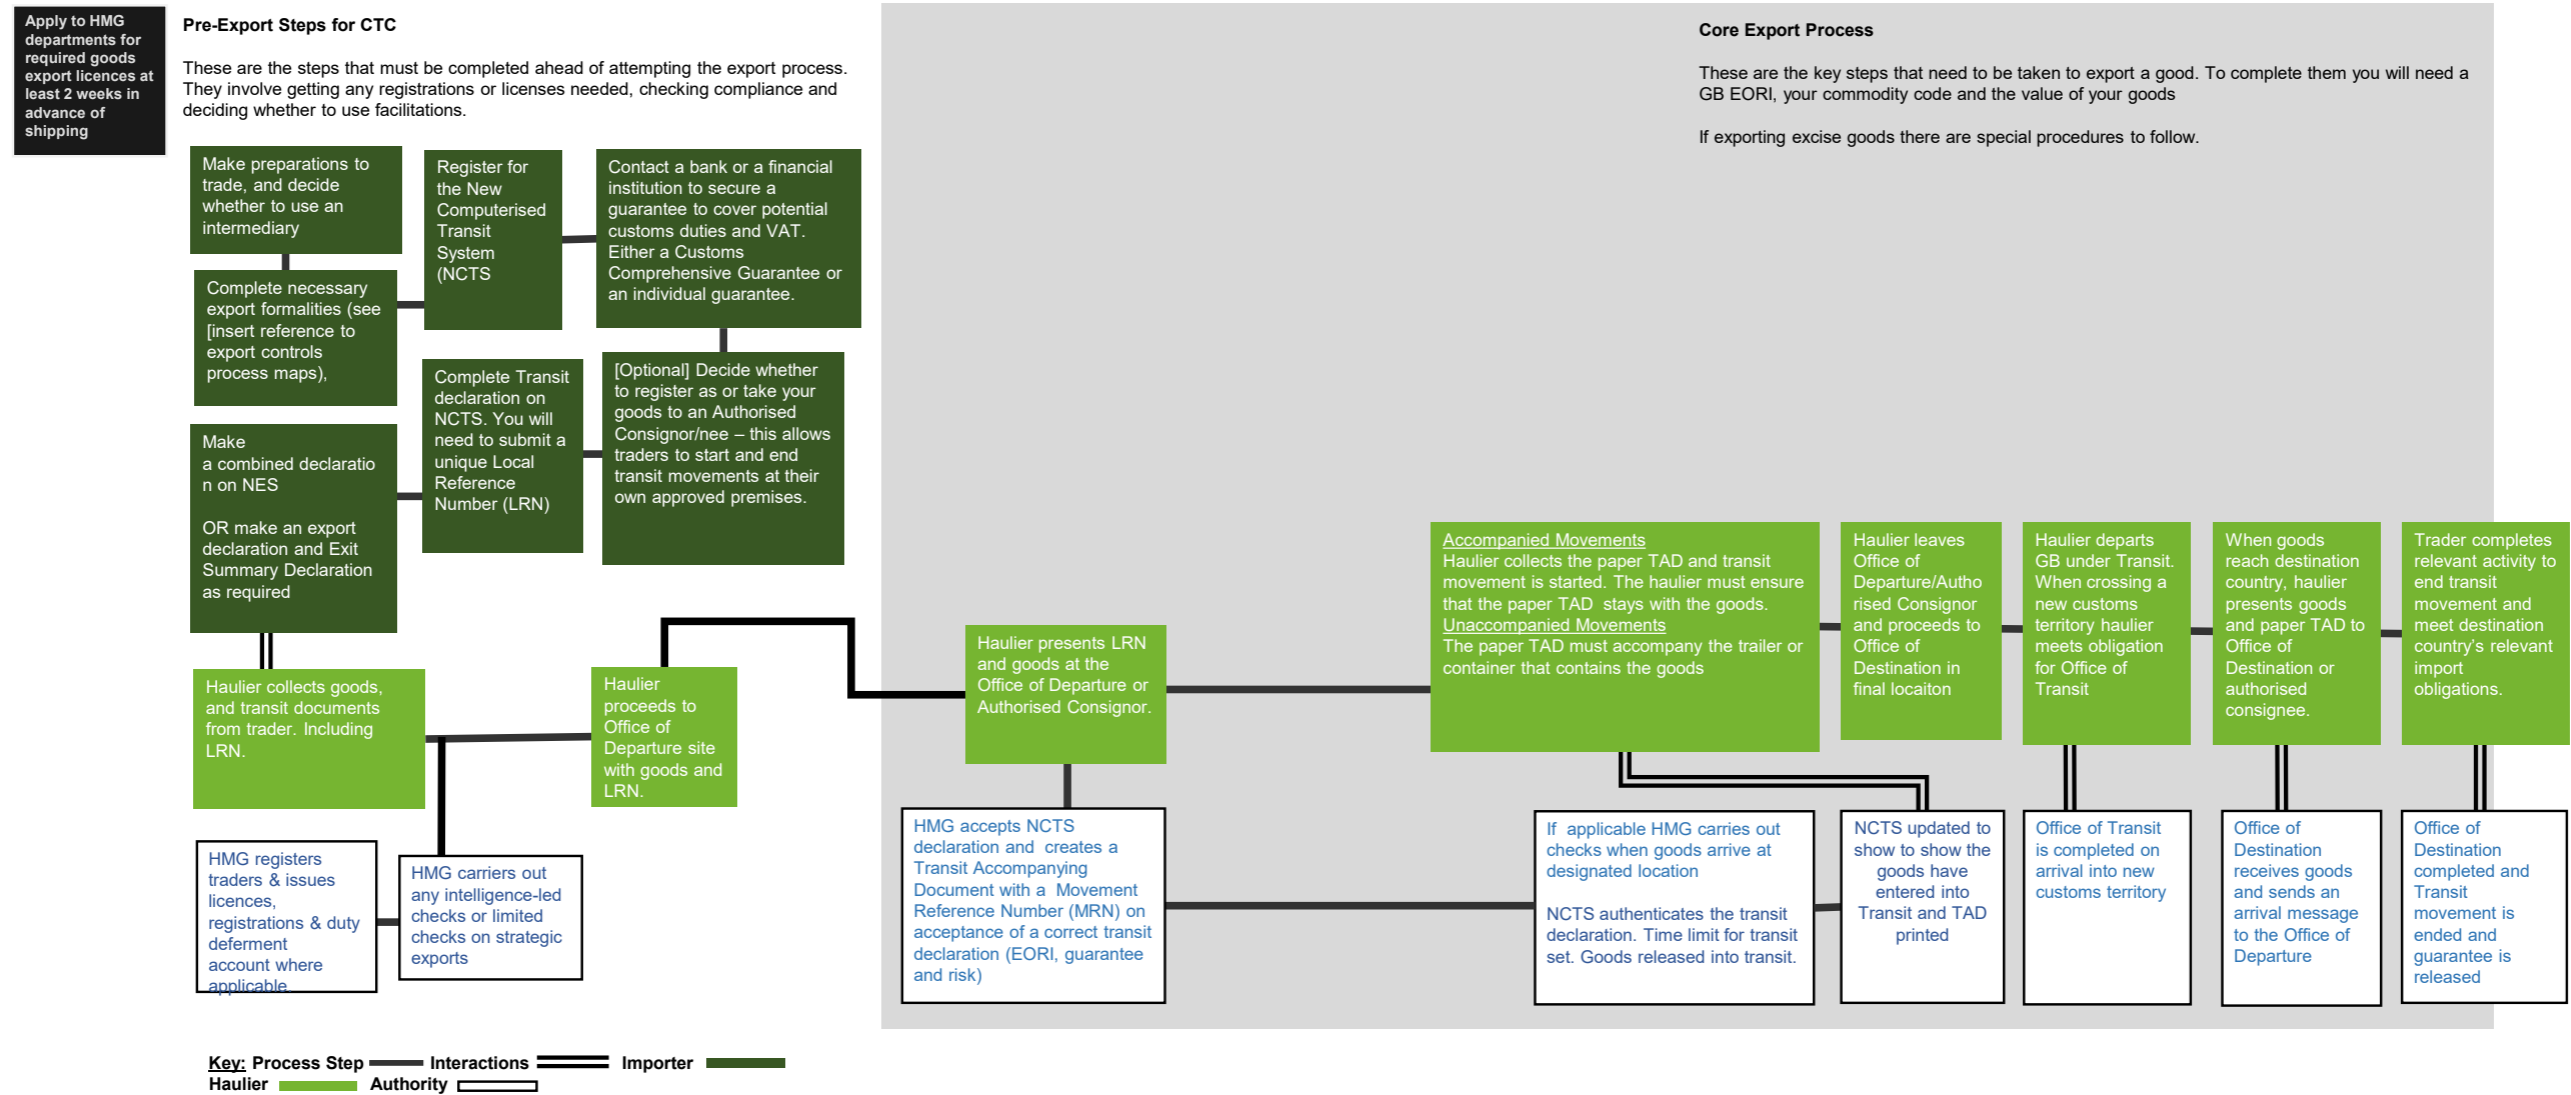 Apply to HMG
departments for
required goods
export licences at
least 2 weeks in
advance of
shipping
Pre-Export Steps for CTC
These are the steps that must be completed ahead of attempting the export process.
They involve getting any registrations or licenses needed, checking compliance and
deciding whether to use facilitations.
Core Export Process
These are the key steps that need to be taken to export a good. To complete them you will need a
GB EORI, your commodity code and the value of your goods
If exporting excise goods there are special procedures to follow.
Make preparations to
trade, and decide
whether to use an
intermediary
Complete necessary
export formalities (see
[insert reference to
export controls
process maps),
Register for
the New
Computerised
Transit
System
(NCTS
Contact a bank or a financial
institution to secure a
guarantee to cover potential
customs duties and VAT.
Either a Customs
Comprehensive Guarantee or
an individual guarantee.
[Optional] Decide whether
to register as or take your
goods to an Authorised
Consignor/nee – this allows
traders to start and end
transit movements at their
own approved premises.
Complete Transit
declaration on
NCTS. You will
need to submit a
unique Local
Reference
Number (LRN)
Make
a combined declaratio
n on NES
OR make an export
declaration and Exit
Summary Declaration
as required
Haulier collects goods,
and transit documents
from trader. Including
LRN.
Haulier
proceeds to
Office of
Departure site
with goods and
LRN.
HMG registers
traders & issues
licences,
registrations & duty
deferment
account where
applicable.
HMG carriers out
any intelligence-led
checks or limited
checks on strategic
exports
Haulier presents LRN
and goods at the
Office of Departure or
Authorised Consignor.
Accompanied Movements
Haulier collects the paper TAD and transit
movement is started. The haulier must ensure
that the paper TAD  stays with the goods.
Unaccompanied Movements
The paper TAD must accompany the trailer or
container that contains the goods
Haulier leaves
Office of
Departure/Autho
rised Consignor
and proceeds to
Office of
Destination in
final locaiton
Haulier departs
GB under Transit.
When crossing a
new customs
territory haulier
meets obligation
for Office of
Transit
When goods
reach destination
country, haulier
presents goods
and paper TAD to
Office of
Destination or
authorised
consignee.
Trader completes
relevant activity to
end transit
movement and
meet destination
country's relevant
import
obligations.
HMG accepts NCTS
declaration and  creates a
Transit Accompanying
Document with a  Movement
Reference Number (MRN) on
acceptance of a correct transit
declaration (EORI, guarantee
and risk)
If  applicable HMG carries out
checks when goods arrive at
designated location
NCTS authenticates the transit
declaration. Time limit for transit
set. Goods released into transit.
NCTS updated to
show to show the
goods have
entered into
Transit and TAD
printed
Office of Transit
is completed on
arrival into new
customs territory
Office of
Destination
receives goods
and sends an
arrival message
to the Office of
Departure
Office of
Destination
completed and
Transit
movement is
ended and
guarantee is
released
Key: Process Step Interactions Importer
Haulier Authority